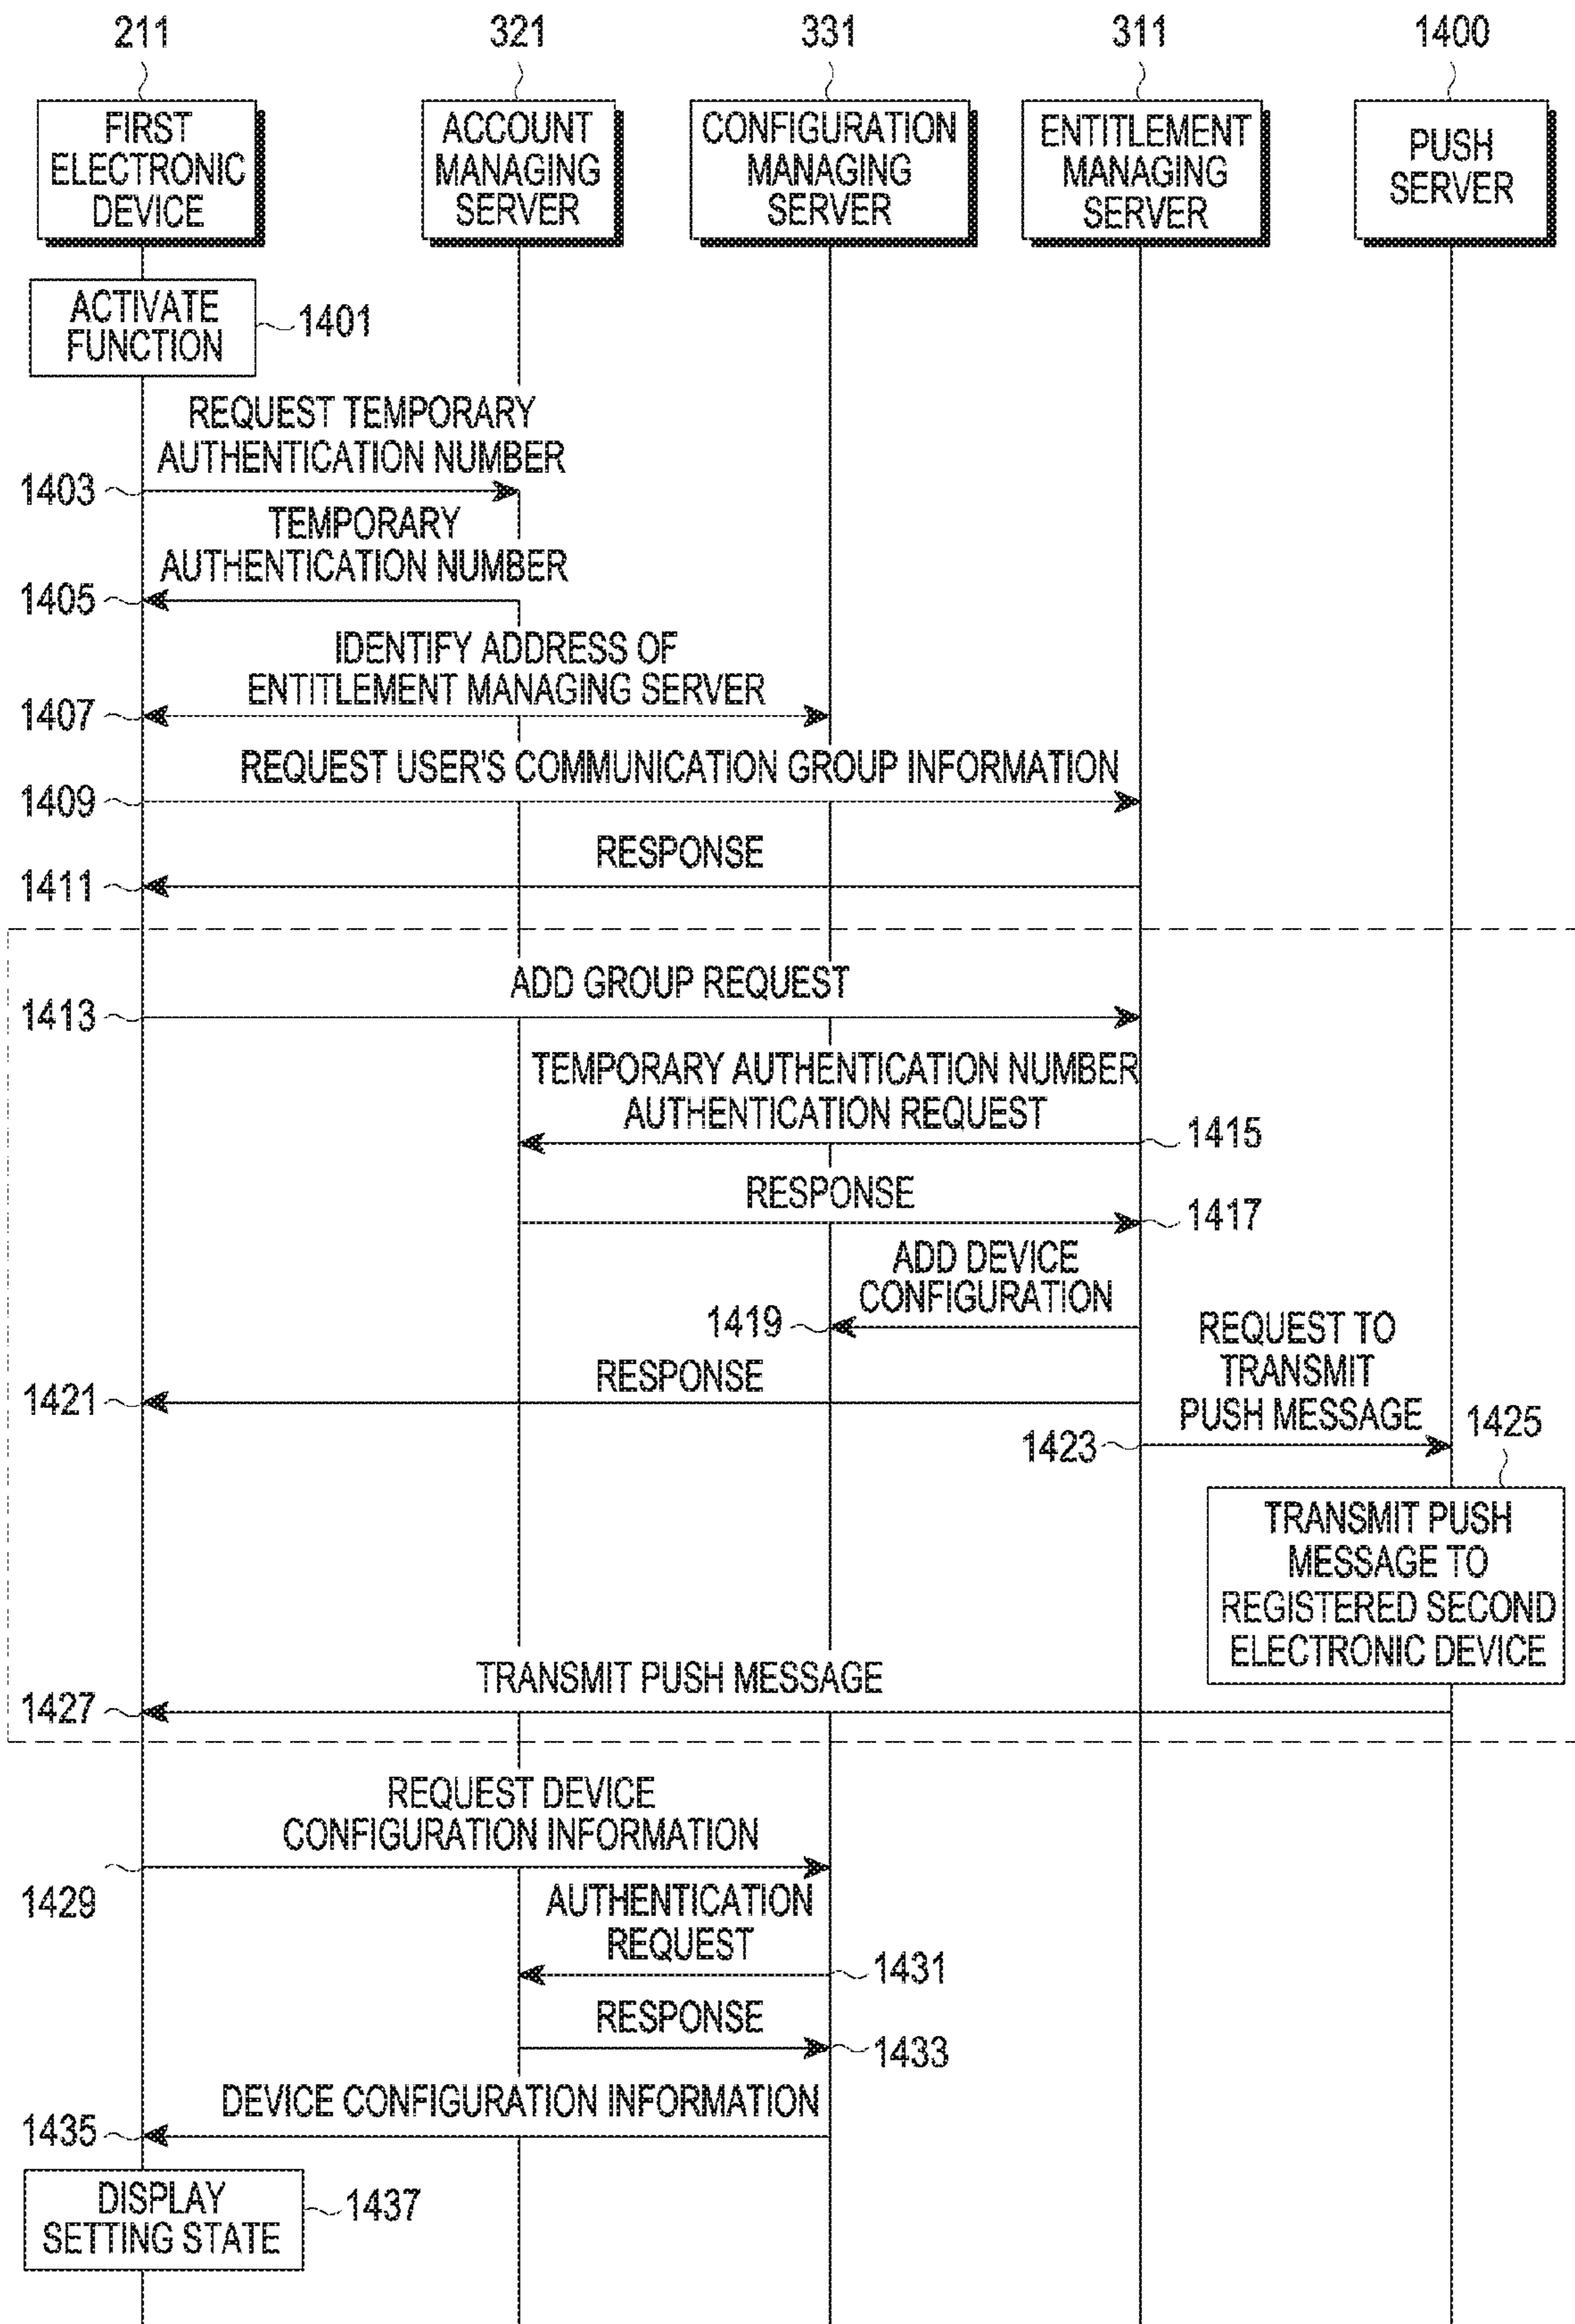 211
321
331
311
1400
FIRST
ELECTRONIC
DEVICE
ACCOUNT
MANAGING
SERVER
CONFIGURATION
MANAGING
SERVER
ENTITLEMENT
MANAGING
SERVER
PUSH
SERVER
ACTIVATE
FUNCTION
1401
REQUEST TEMPORARY
AUTHENTICATION NUMBER
1403
TEMPORARY
AUTHENTICATION NUMBER
1405
IDENTIFY ADDRESS OF
ENTITLEMENT MANAGING SERVER
1407
REQUEST USER'S COMMUNICATION GROUP INFORMATION
1409
RESPONSE
1411
ADD GROUP REQUEST
1413
TEMPORARY AUTHENTICATION NUMBER
AUTHENTICATION REQUEST
1415
RESPONSE
1417
ADD DEVICE
CONFIGURATION
1419
RESPONSE
1421
REQUEST TO
TRANSMIT
PUSH MESSAGE
1423
1425
TRANSMIT PUSH
MESSAGE TO
REGISTERED SECOND
ELECTRONIC DEVICE
TRANSMIT PUSH MESSAGE
1427
REQUEST DEVICE
CONFIGURATION INFORMATION
1429
AUTHENTICATION
REQUEST
1431
RESPONSE
1433
DEVICE CONFIGURATION INFORMATION
1435
DISPLAY
SETTING STATE
1437